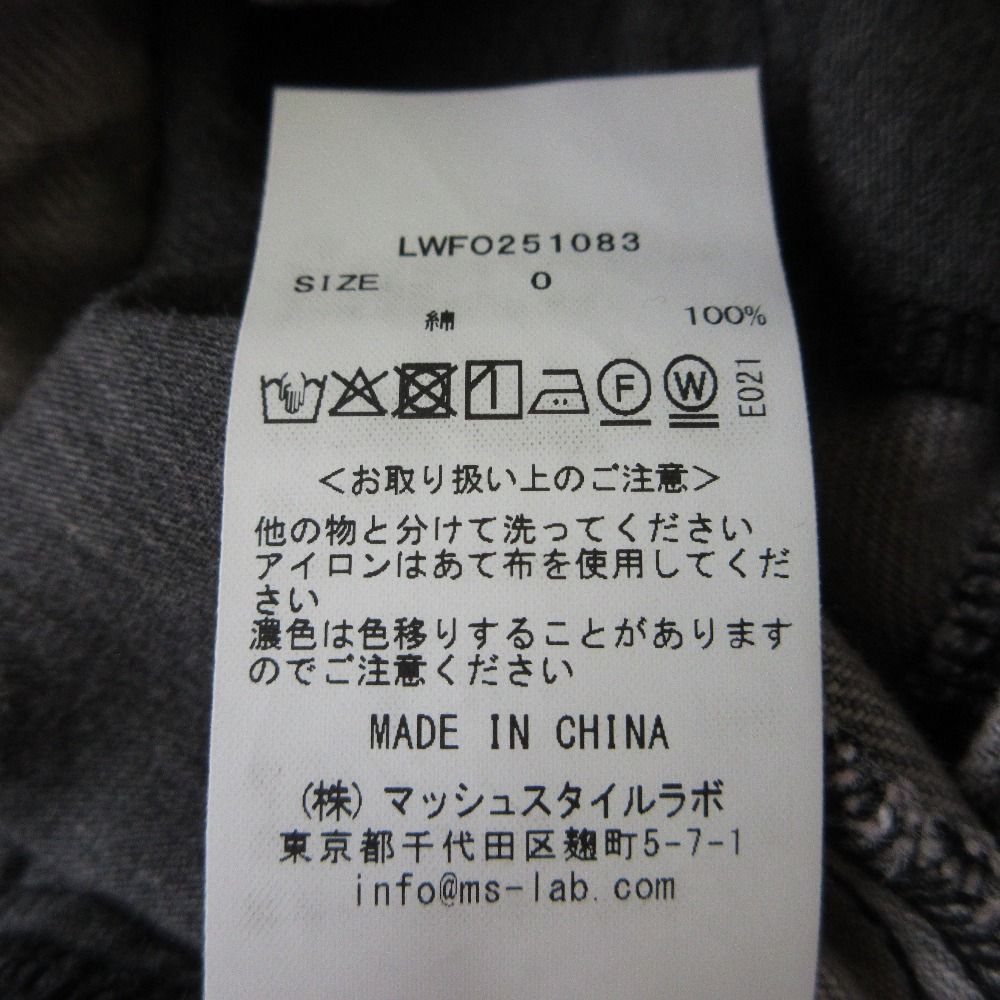 LWFO251083
SIZE 0
綿 100%
F W E021
＜お取り扱い上のご注意＞
他の物と分けて洗ってください
アイロンはあて布を使用してくだ
さい
濃色は色移りすることがあります
のでご注意ください
MADE IN CHINA
(株) マッシュスタイルラボ
東京都千代田区麹町5-7-1
info@ms-lab.com